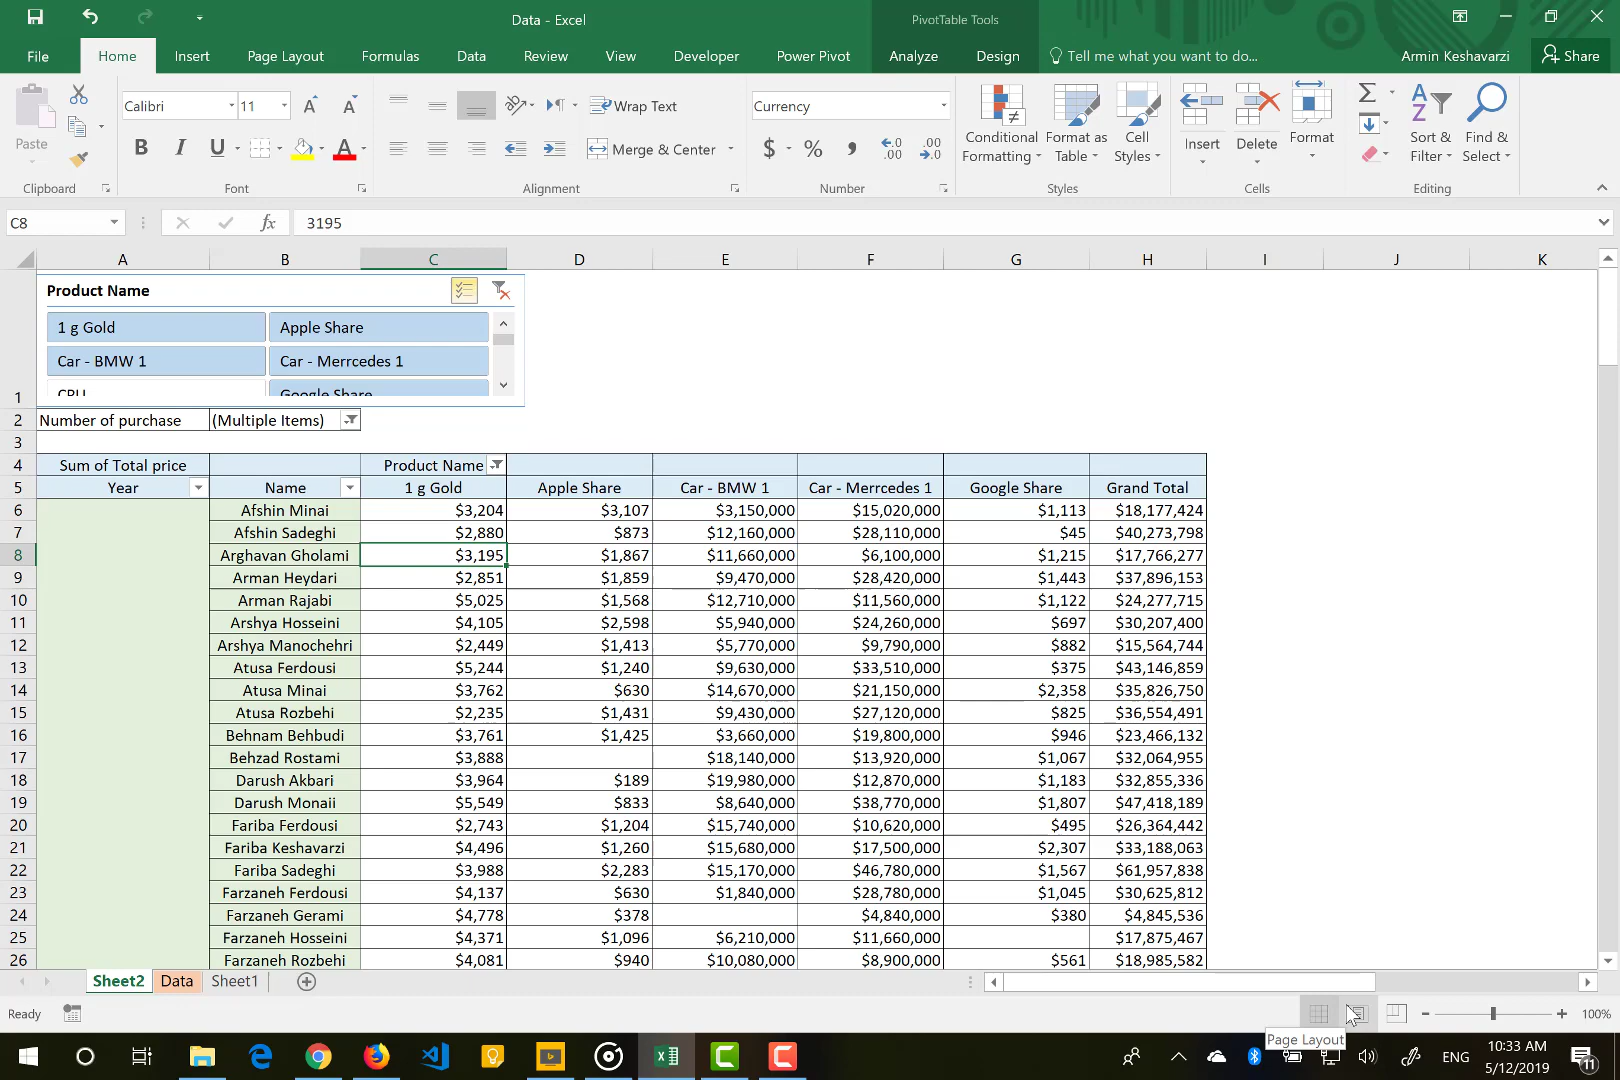 Data - Excel
PivotTable Tools
File Home Insert Page Layout Formulas Data Review View Developer Power Pivot Analyze Design Tell me what you want to do... Armin Keshavarzi Share
Calibri 11 Wrap Text Currency
Paste B I U A Merge & Center $ % , Conditional Formatting Format as Table Cell Styles Insert Delete Format Sort & Filter Find & Select
Clipboard Font Alignment Number Styles Cells Editing
C8 fx 3195
A B C D E F G H I J K
Product Name
1 g Gold Apple Share
Car - BMW 1 Car - Merrcedes 1
CPU Google Share
1
2 Number of purchase (Multiple Items)
3
4 Sum of Total price Product Name
5 Year Name 1 g Gold Apple Share Car - BMW 1 Car - Merrcedes 1 Google Share Grand Total
6 Afshin Minai $3,204 $3,107 $3,150,000 $15,020,000 $1,113 $18,177,424
7 Afshin Sadeghi $2,880 $873 $12,160,000 $28,110,000 $45 $40,273,798
8 Arghavan Gholami $3,195 $1,867 $11,660,000 $6,100,000 $1,215 $17,766,277
9 Arman Heydari $2,851 $1,859 $9,470,000 $28,420,000 $1,443 $37,896,153
10 Arman Rajabi $5,025 $1,568 $12,710,000 $11,560,000 $1,122 $24,277,715
11 Arshya Hosseini $4,105 $2,598 $5,940,000 $24,260,000 $697 $30,207,400
12 Arshya Manochehri $2,449 $1,413 $5,770,000 $9,790,000 $882 $15,564,744
13 Atusa Ferdousi $5,244 $1,240 $9,630,000 $33,510,000 $375 $43,146,859
14 Atusa Minai $3,762 $630 $14,670,000 $21,150,000 $2,358 $35,826,750
15 Atusa Rozbehi $2,235 $1,431 $9,430,000 $27,120,000 $825 $36,554,491
16 Behnam Behbudi $3,761 $1,425 $3,660,000 $19,800,000 $946 $23,466,132
17 Behzad Rostami $3,888 $18,140,000 $13,920,000 $1,067 $32,064,955
18 Darush Akbari $3,964 $189 $19,980,000 $12,870,000 $1,183 $32,855,336
19 Darush Monaii $5,549 $833 $8,640,000 $38,770,000 $1,807 $47,418,189
20 Fariba Ferdousi $2,743 $1,204 $15,740,000 $10,620,000 $495 $26,364,442
21 Fariba Keshavarzi $4,496 $1,260 $15,680,000 $17,500,000 $2,307 $33,188,063
22 Fariba Sadeghi $3,988 $2,283 $15,170,000 $46,780,000 $1,567 $61,957,838
23 Farzaneh Ferdousi $4,137 $630 $1,840,000 $28,780,000 $1,045 $30,625,812
24 Farzaneh Gerami $4,778 $378 $4,840,000 $380 $4,845,536
25 Farzaneh Hosseini $4,371 $1,096 $6,210,000 $11,660,000 $17,875,467
26 Farzaneh Rozbehi $4,081 $940 $10,080,000 $8,900,000 $561 $18,985,582
Sheet2 Data Sheet1
Ready 100%
Page Layout
ENG 10:33 AM
5/12/2019 11